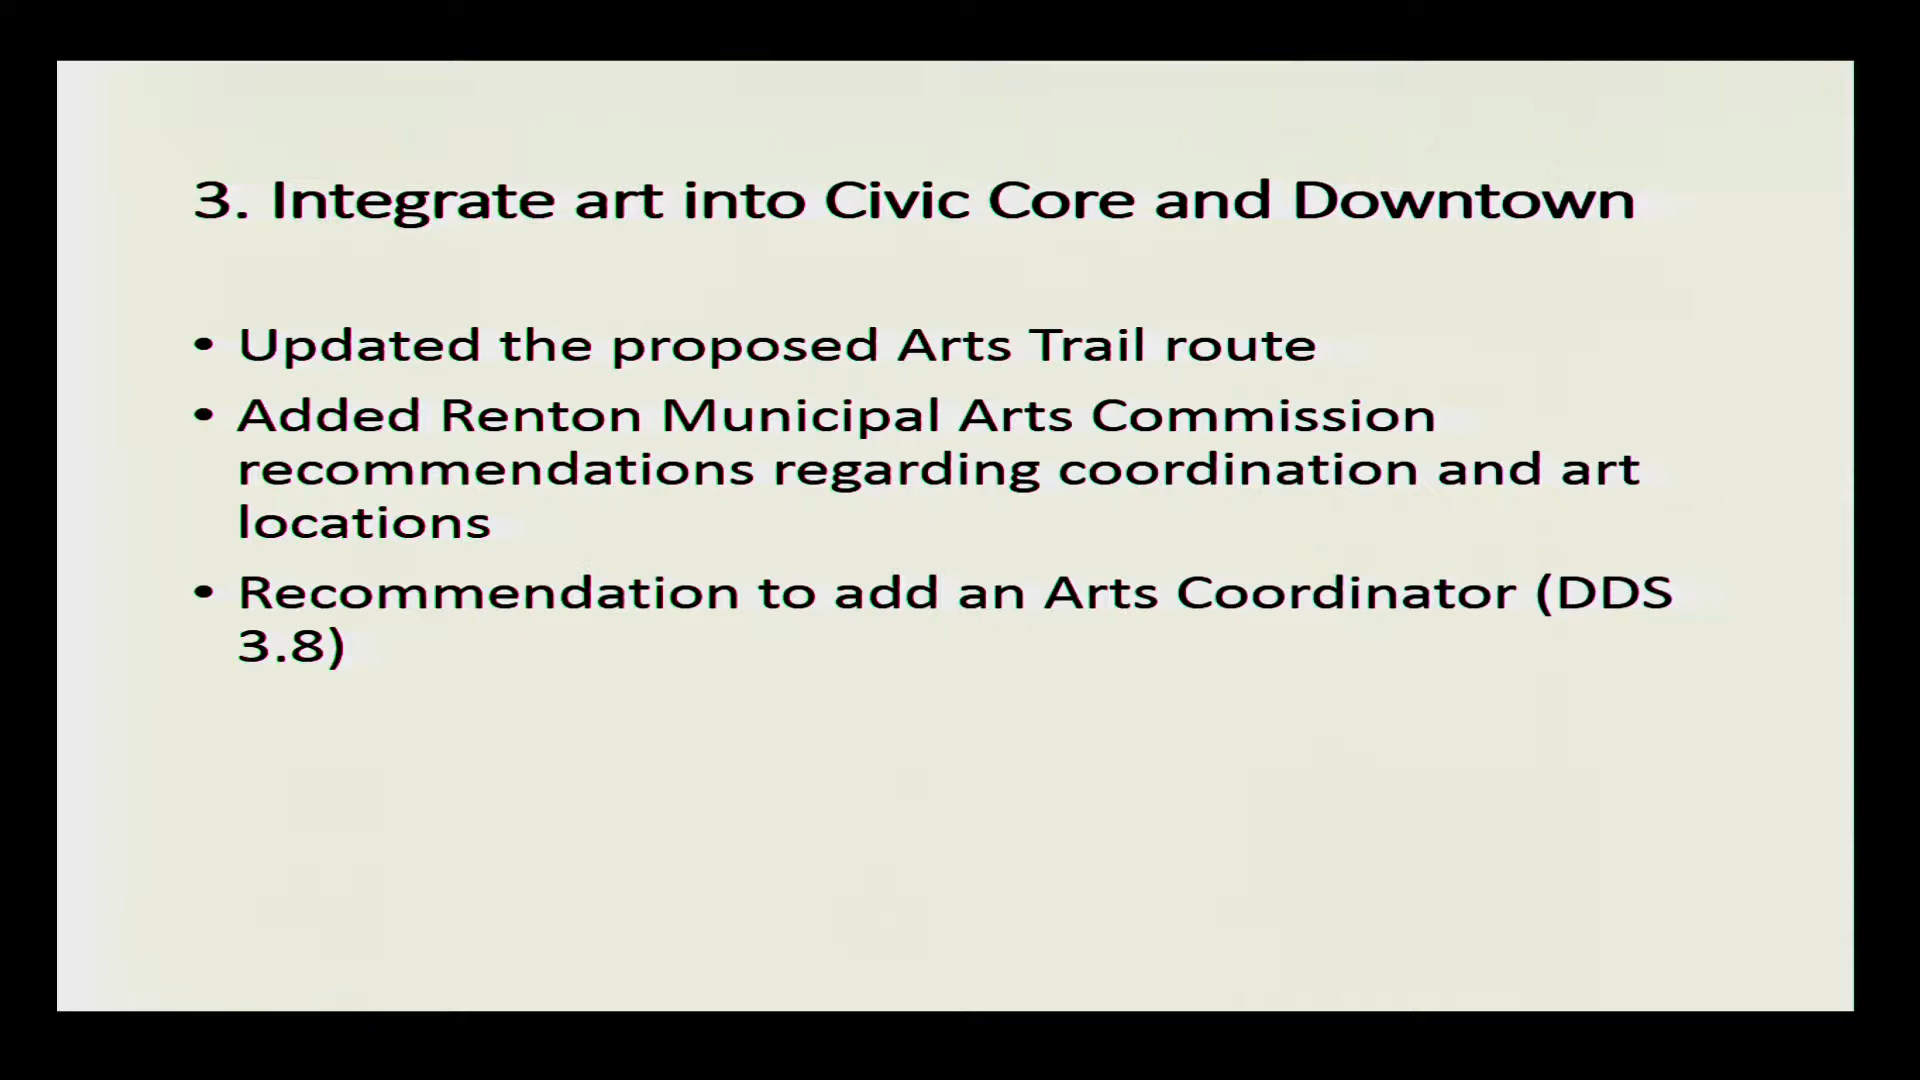 3. Integrate art into Civic Core and Downtown
• Updated the proposed Arts Trail route
• Added Renton Municipal Arts Commission
recommendations regarding coordination and art
locations
• Recommendation to add an Arts Coordinator (DDS
3.8)